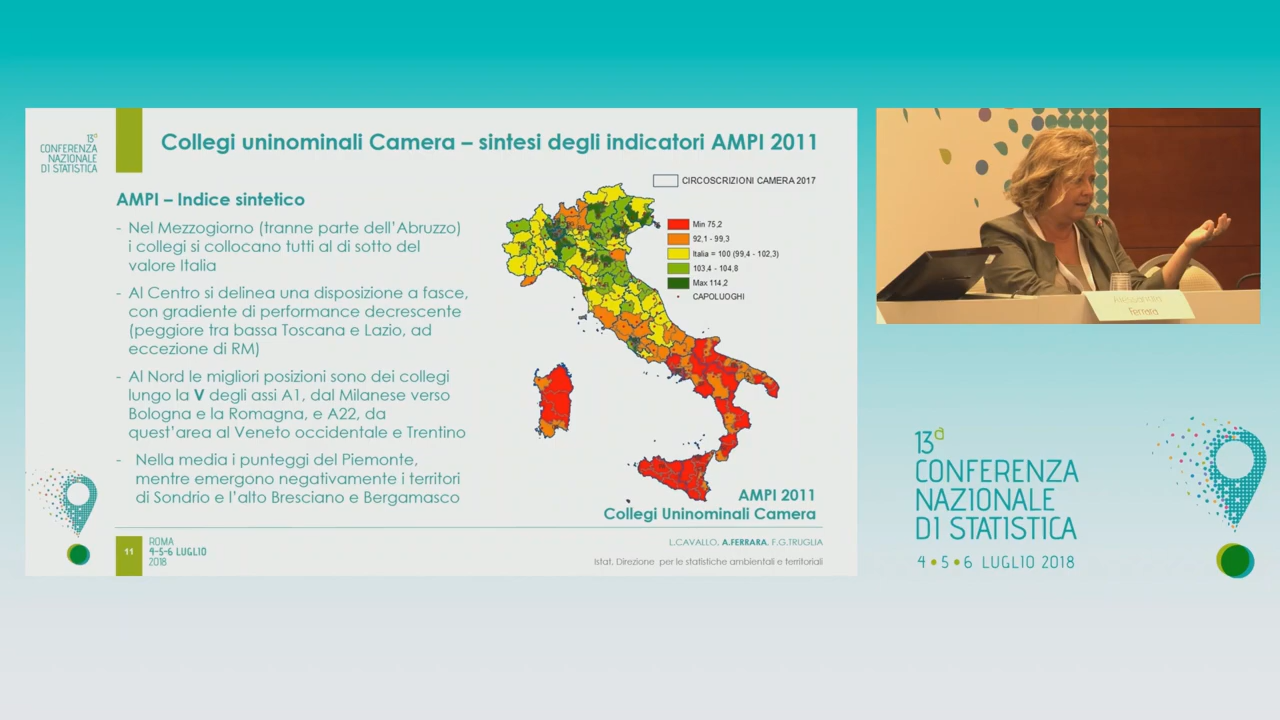 13ª
CONFERENZA
NAZIONALE
DI STATISTICA
Collegi uninominali Camera – sintesi degli indicatori AMPI 2011
AMPI – Indice sintetico
- Nel Mezzogiorno (tranne parte dell'Abruzzo)
i collegi si collocano tutti al di sotto del
valore Italia
- Al Centro si delinea una disposizione a fasce,
con gradiente di performance decrescente
(peggiore tra bassa Toscana e Lazio, ad
eccezione di RM)
- Al Nord le migliori posizioni sono dei collegi
lungo la V degli assi A1, dal Milanese verso
Bologna e la Romagna, e A22, da
quest'area al Veneto occidentale e Trentino
- Nella media i punteggi del Piemonte,
mentre emergono negativamente i territori
di Sondrio e l'alto Bresciano e Bergamasco
CIRCOSCRIZIONI CAMERA 2017
Min 75,2
92,1 - 99,3
Italia = 100 (99,4 - 102,3)
103,4 - 104,8
Max 114,2
CAPOLUOGHI
AMPI 2011
Collegi Uninominali Camera
11
ROMA
4-5-6 LUGLIO
2018
L.CAVALLO, A.FERRARA, F.G.TRUGLIA
Istat, Direzione per le statistiche ambientali e territoriali
Alessandra
Ferrara
13ª
CONFERENZA
NAZIONALE
DI STATISTICA
4 • 5 • 6 LUGLIO 2018